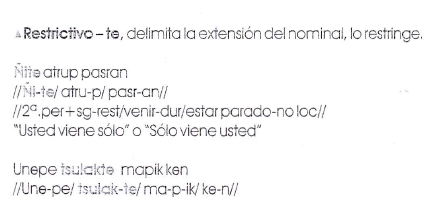 Restrictivo – te, delimita la extensión del nominal, lo restringe.
Ñite atrup pasran
//Ñi-te/ atru-p/ pasr-an//
//2ª.per+sg-rest/venir-dur/estar parado-no loc//
"Usted viene sólo" o "Sólo viene usted"
Unepe tsulakte mapik ken
//Une-pe/ tsulak-te/ ma-p-ik/ ke-n//